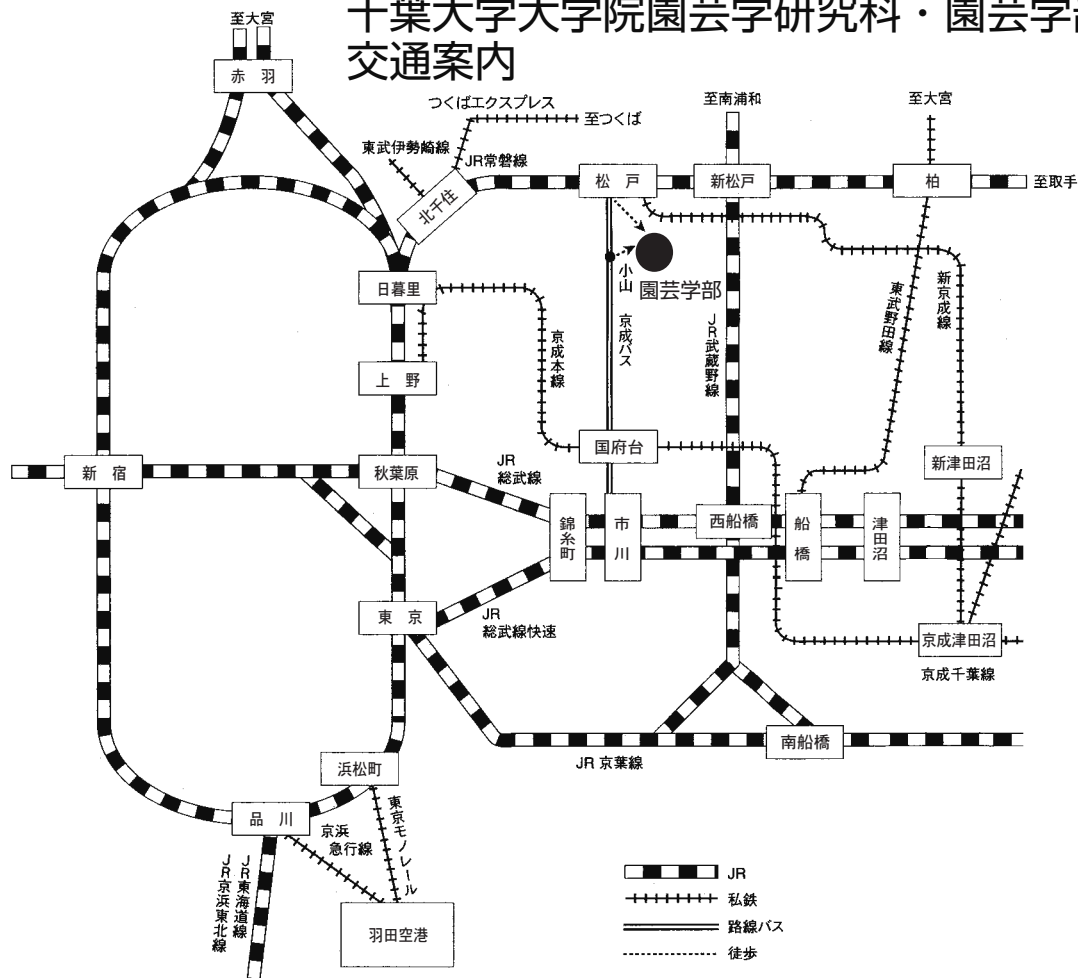 千葉大学大学院園芸学研究科・園芸学部
交通案内
至大宮
赤羽
つくばエクスプレス
至つくば
至南浦和
至大宮
東武伊勢崎線
JR常磐線
北千住
松戸
新松戸
柏
至取手
小山
園芸学部
日暮里
京成本線
京成バス
JR武蔵野線
東武野田線
新京成線
上野
国府台
新津田沼
新宿
秋葉原
JR
総武線
錦糸町
市川
西船橋
船橋
津田沼
東京
JR
総武線快速
京成津田沼
京成千葉線
南船橋
JR 京葉線
浜松町
品川
京浜
急行線
東京モノレール
JR東海道線
JR京浜東北線
羽田空港
JR
私鉄
路線バス
徒歩